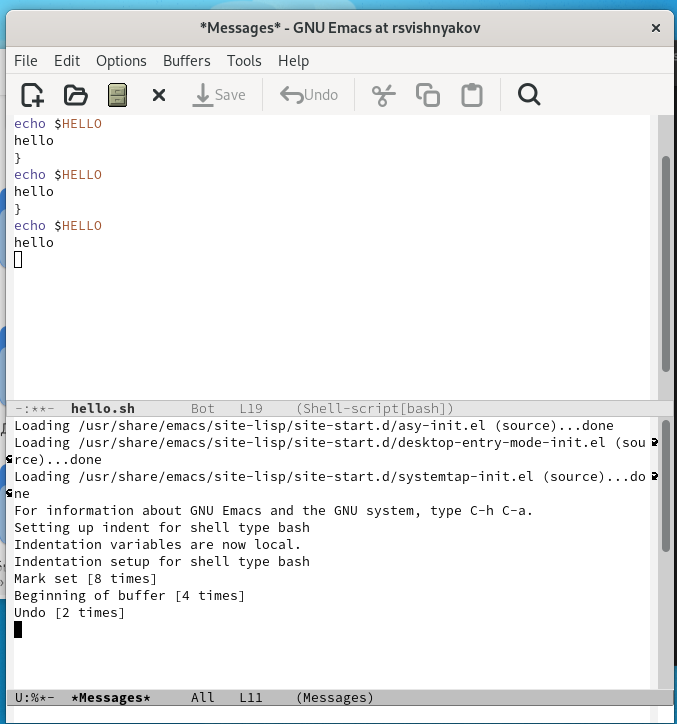 *Messages* - GNU Emacs at rsvishnyakov
File Edit Options Buffers Tools Help
Save Undo
echo $HELLO
hello
}
echo $HELLO
hello
}
echo $HELLO
hello
-:**- hello.sh Bot L19 (Shell-script[bash])
Loading /usr/share/emacs/site-lisp/site-start.d/asy-init.el (source)...done
Loading /usr/share/emacs/site-lisp/site-start.d/desktop-entry-mode-init.el (sou
rce)...done
Loading /usr/share/emacs/site-lisp/site-start.d/systemtap-init.el (source)...do
ne
For information about GNU Emacs and the GNU system, type C-h C-a.
Setting up indent for shell type bash
Indentation variables are now local.
Indentation setup for shell type bash
Mark set [8 times]
Beginning of buffer [4 times]
Undo [2 times]
U:%*- *Messages* All L11 (Messages)